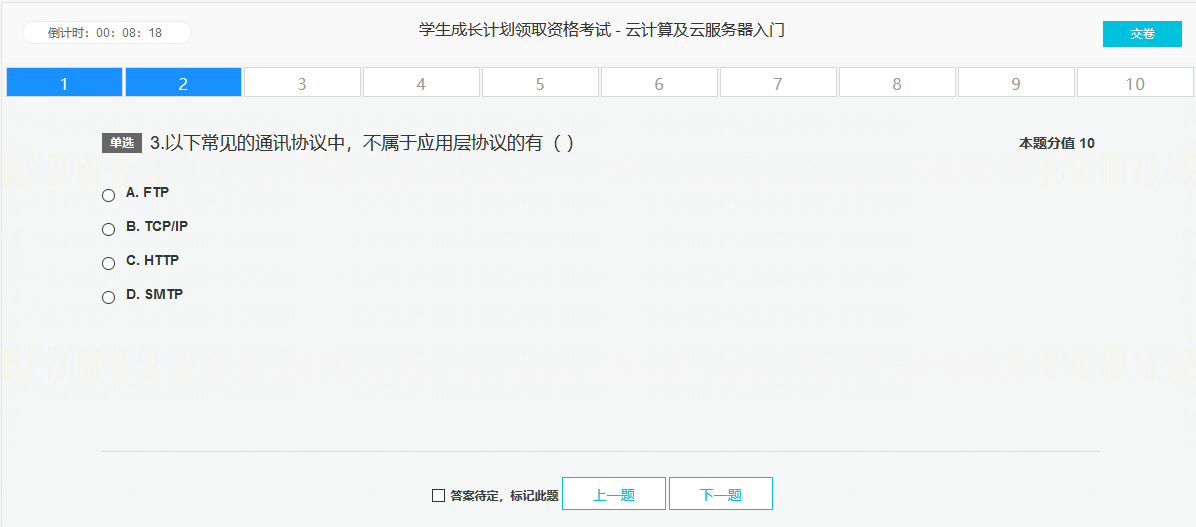 倒计时：00：08：18
学生成长计划领取资格考试 - 云计算及云服务器入门
交卷
1 2 3 4 5 6 7 8 9 10
单选 3.以下常见的通讯协议中，不属于应用层协议的有（ ）
本题分值 10
A. FTP
B. TCP/IP
C. HTTP
D. SMTP
答案待定，标记此题 上一题 下一题